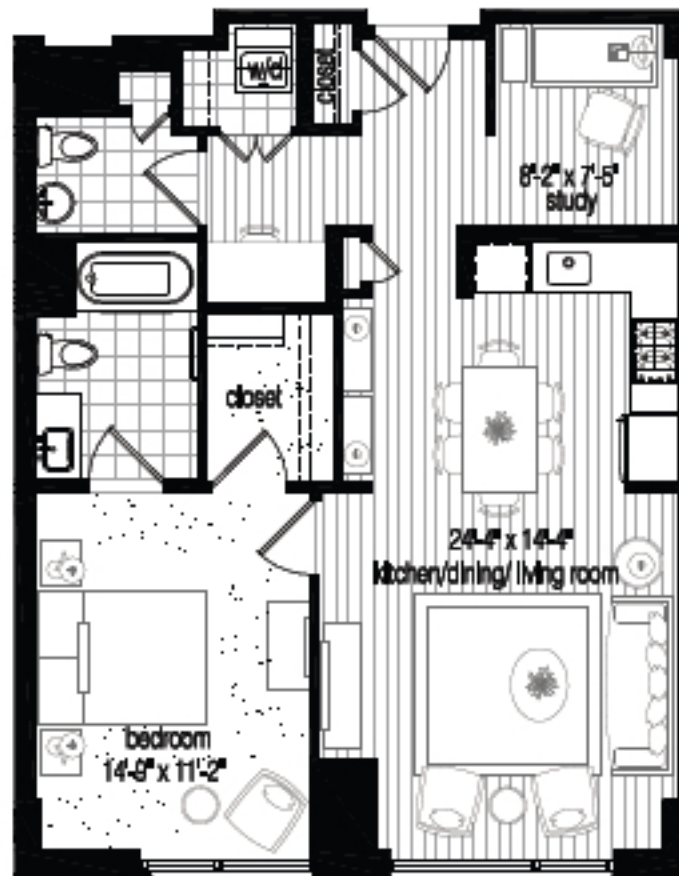 w/d
closet
8'-2" x 7'-5"
study
closet
24'-4" x 14'-4"
kitchen/dining/ living room
bedroom
14'-9" x 11'-2"